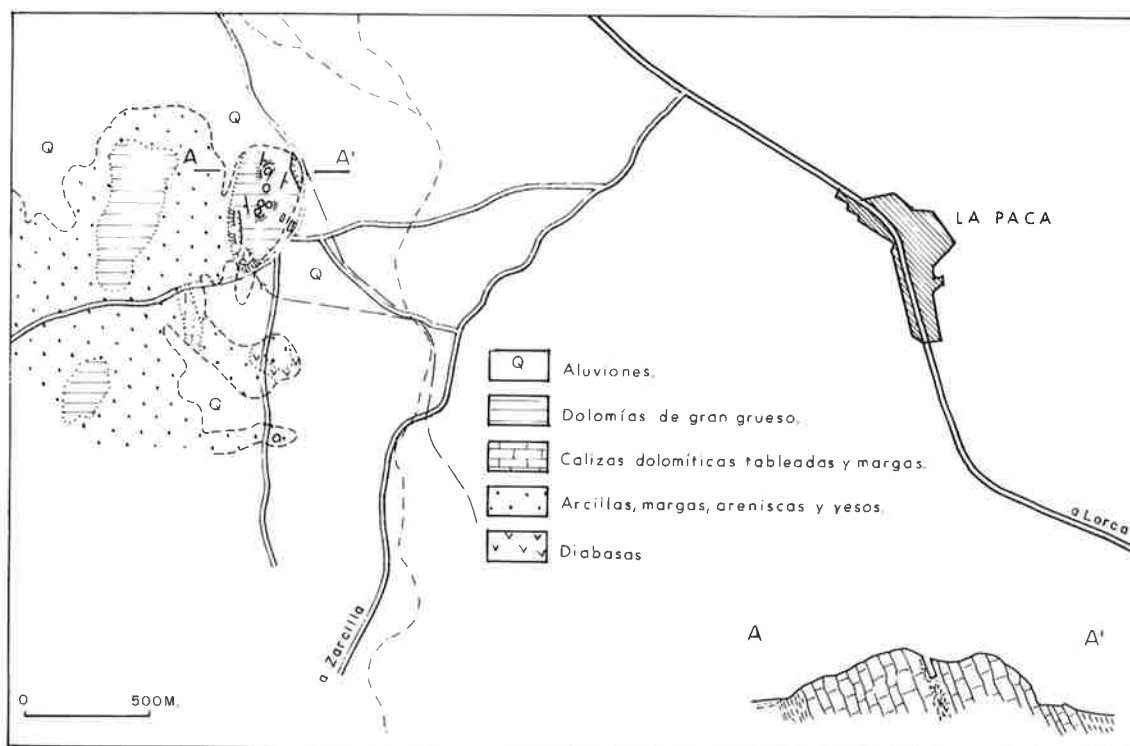 Q
Q
A
A'
Q
LA PACA
Q
Q Aluviones.
Dolomías de gran grueso.
Calizas dolomíticas tableadas y margas.
Arcillas, margas, areniscas y yesos.
Diabasas
a Lorca
a Zarcilla
A
A'
0
500M.